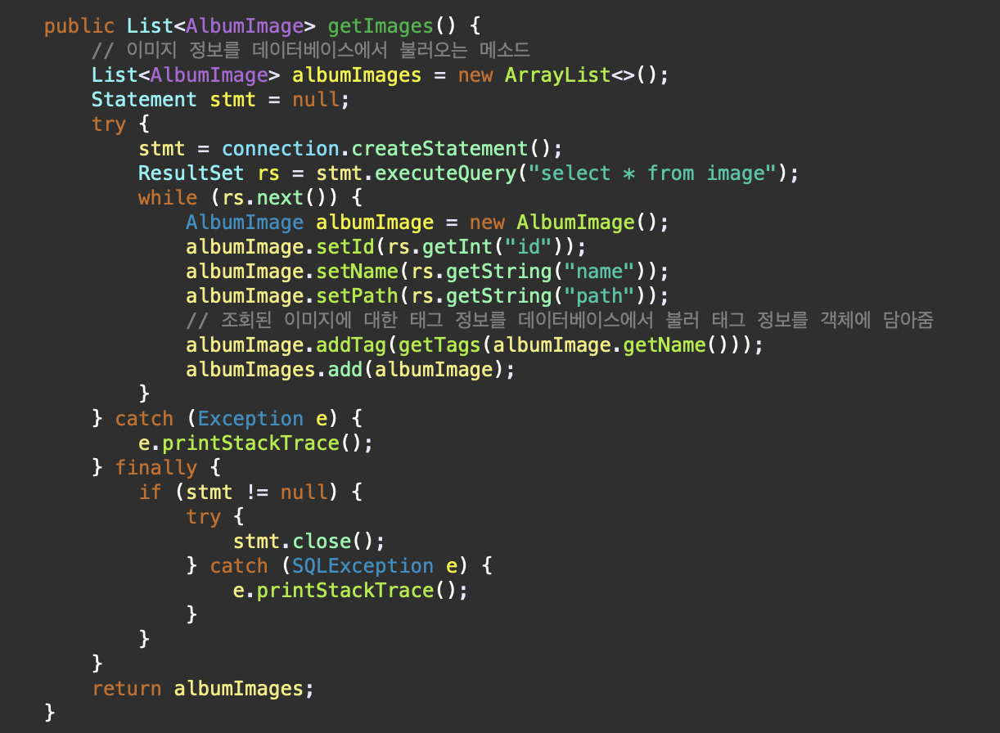 public List<AlbumImage> getImages() {
    // 이미지 정보를 데이터베이스에서 불러오는 메소드
    List<AlbumImage> albumImages = new ArrayList<>();
    Statement stmt = null;
    try {
        stmt = connection.createStatement();
        ResultSet rs = stmt.executeQuery("select * from image");
        while (rs.next()) {
            AlbumImage albumImage = new AlbumImage();
            albumImage.setId(rs.getInt("id"));
            albumImage.setName(rs.getString("name"));
            albumImage.setPath(rs.getString("path"));
            // 조회된 이미지에 대한 태그 정보를 데이터베이스에서 불러 태그 정보를 객체에 담아줌
            albumImage.addTag(getTags(albumImage.getName()));
            albumImages.add(albumImage);
        }
    } catch (Exception e) {
        e.printStackTrace();
    } finally {
        if (stmt != null) {
            try {
                stmt.close();
            } catch (SQLException e) {
                e.printStackTrace();
            }
        }
    }
    return albumImages;
}